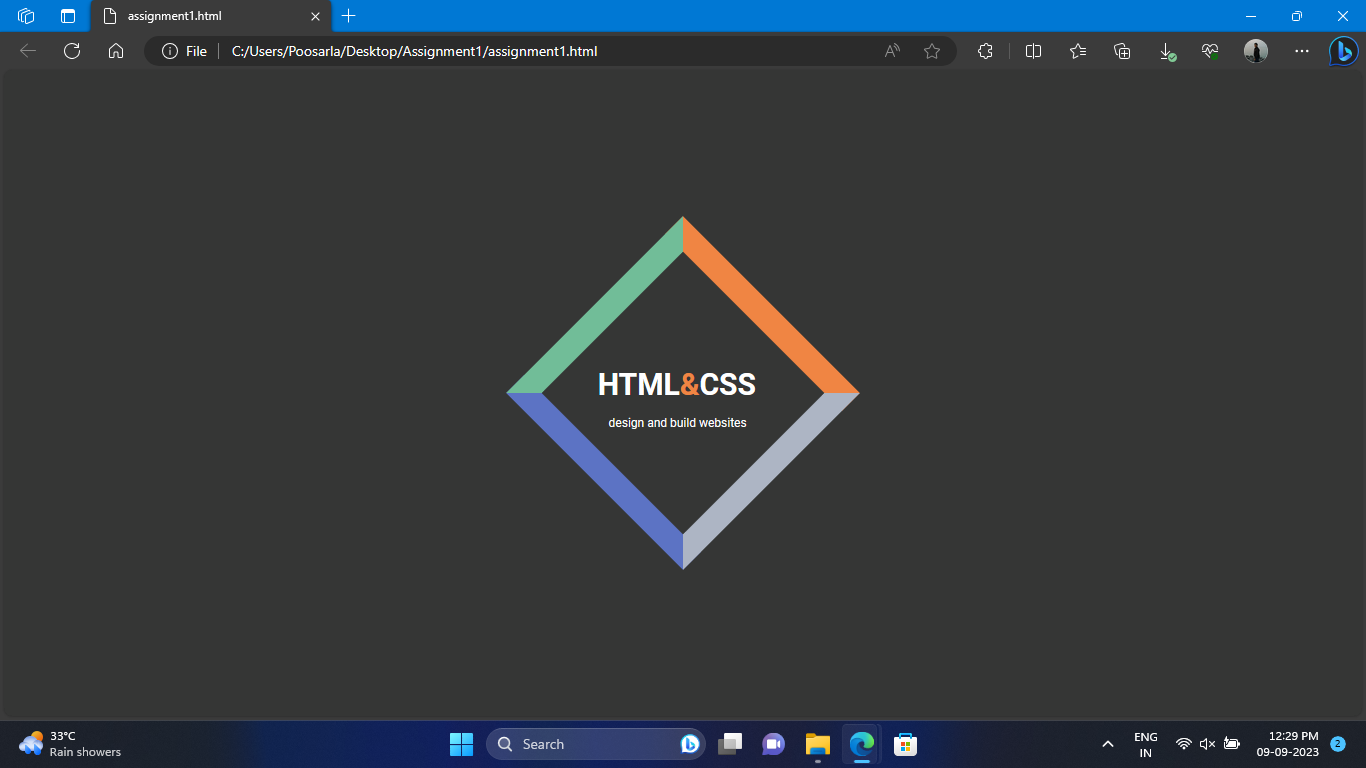 assignment1.html
File
C:/Users/Poosarla/Desktop/Assignment1/assignment1.html
HTML&CSS
design and build websites
33°C
Rain showers
Search
ENG
IN
12:29 PM
09-09-2023
2